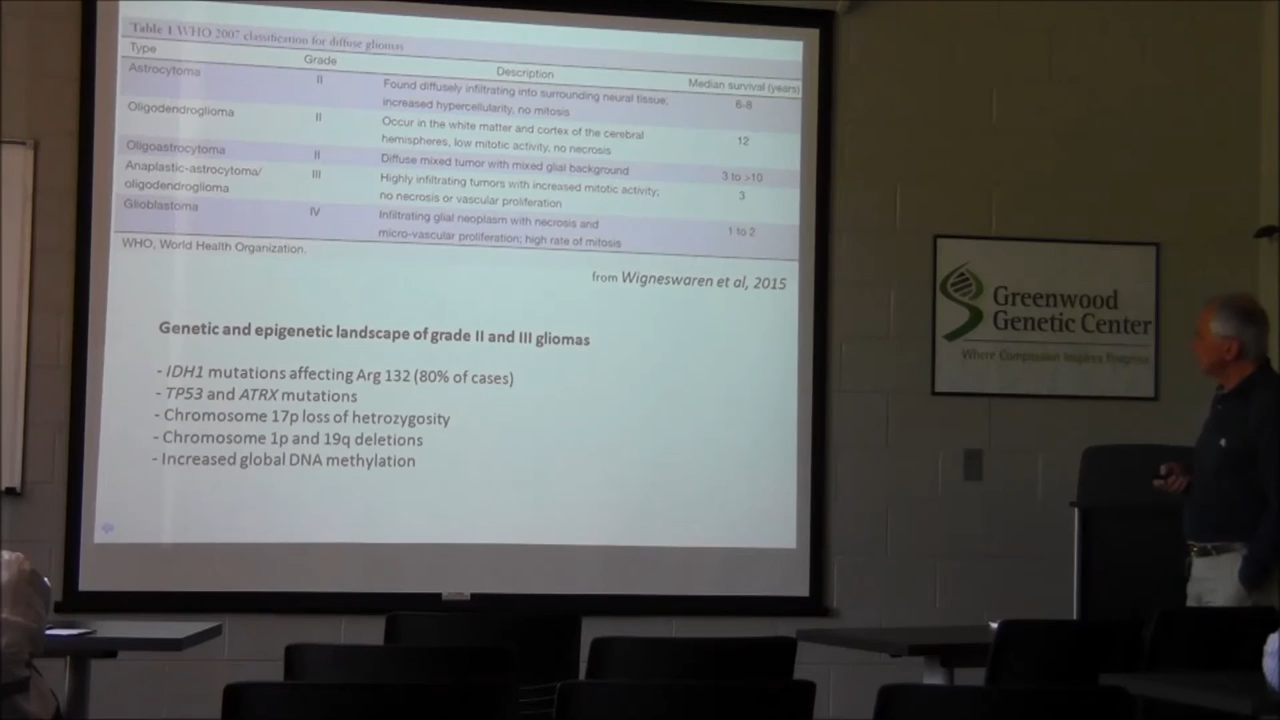 Table 1 WHO 2007 classification for diffuse gliomas
Type Grade Description Median survival (years)
Astrocytoma II Found diffusely infiltrating into surrounding neural tissue; 6-8
increased hypercellularity, no mitosis
Oligodendroglioma II Occur in the white matter and cortex of the cerebral 12
hemispheres, low mitotic activity, no necrosis
Oligoastrocytoma II Diffuse mixed tumor with mixed glial background 3 to >10
Anaplastic-astrocytoma/ III Highly infiltrating tumors with increased mitotic activity; 3
oligodendroglioma no necrosis or vascular proliferation
Glioblastoma IV Infiltrating glial neoplasm with necrosis and 1 to 2
micro-vascular proliferation; high rate of mitosis
WHO, World Health Organization.
from Wigneswaren et al, 2015
Genetic and epigenetic landscape of grade II and III gliomas
- IDH1 mutations affecting Arg 132 (80% of cases)
- TP53 and ATRX mutations
- Chromosome 17p loss of hetrozygosity
- Chromosome 1p and 19q deletions
- Increased global DNA methylation
Greenwood
Genetic Center
Where Compassion Inspires Progress